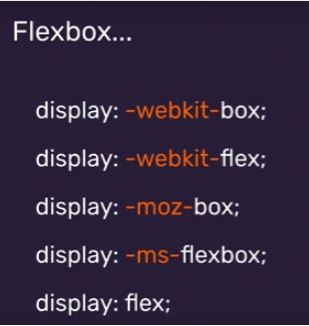 Flexbox...
display: -webkit-box;
display: -webkit-flex;
display: -moz-box;
display: -ms-flexbox;
display: flex;